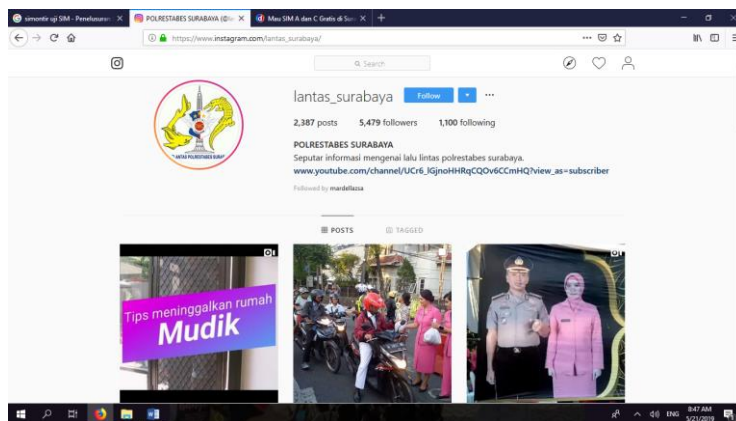 simontir uji SIM - Penelusuran
POLRESTABES SURABAYA (@la
Mau SIM A dan C Gratis di Sur
https://www.instagram.com/lantas_surabaya/
Search
lantas_surabaya Follow
2,387 posts 5,479 followers 1,100 following
POLRESTABES SURABAYA
Seputar informasi mengenai lalu lintas polrestabes surabaya.
www.youtube.com/channel/UCr6_lGjnoHHRqCQOv6CCmHQ?view_as=subscriber
Followed by mardellazsa
POSTS TAGGED
Tips meninggalkan rumah
Mudik
ENG
8:47 AM
5/21/2019